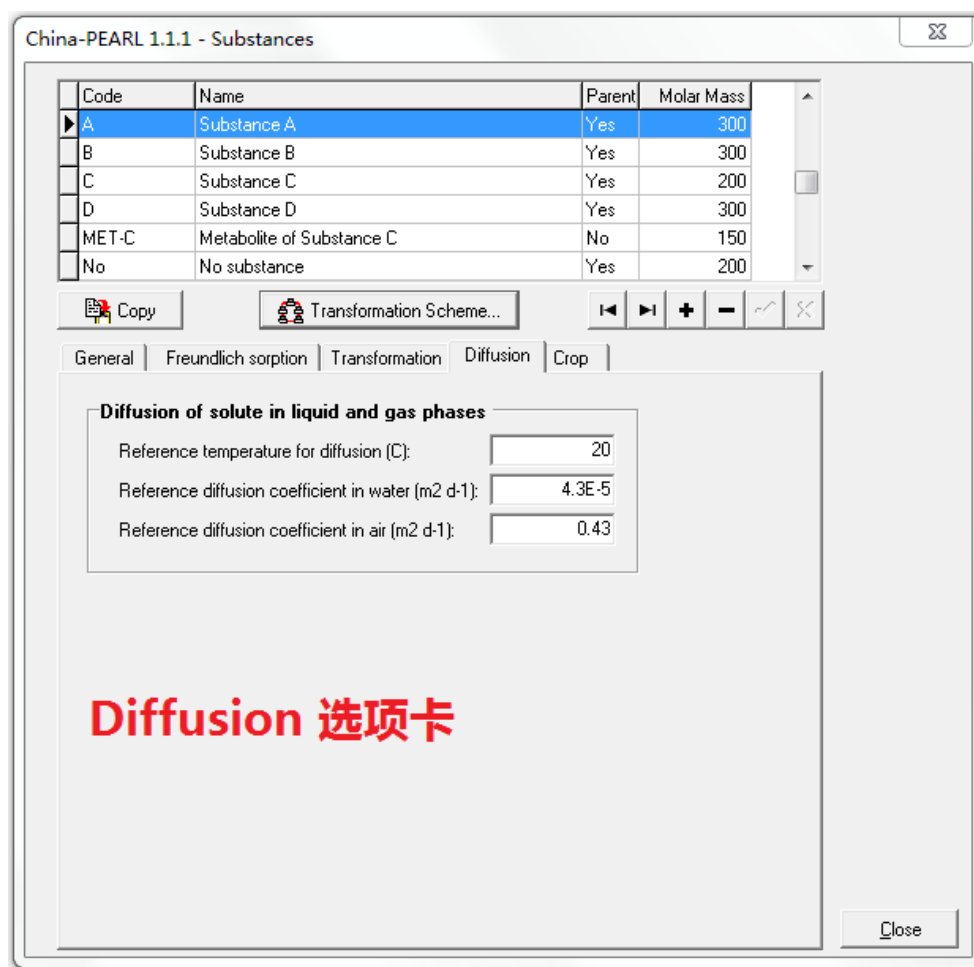 China-PEARL 1.1.1 - Substances
Code Name Parent Molar Mass
A Substance A Yes 300
B Substance B Yes 300
C Substance C Yes 200
D Substance D Yes 300
MET-C Metabolite of Substance C No 150
No No substance Yes 200
Copy Transformation Scheme...
General Freundlich sorption Transformation Diffusion Crop
Diffusion of solute in liquid and gas phases
Reference temperature for diffusion (C): 20
Reference diffusion coefficient in water (m2 d-1): 4.3E-5
Reference diffusion coefficient in air (m2 d-1): 0.43
Diffusion 选项卡
Close